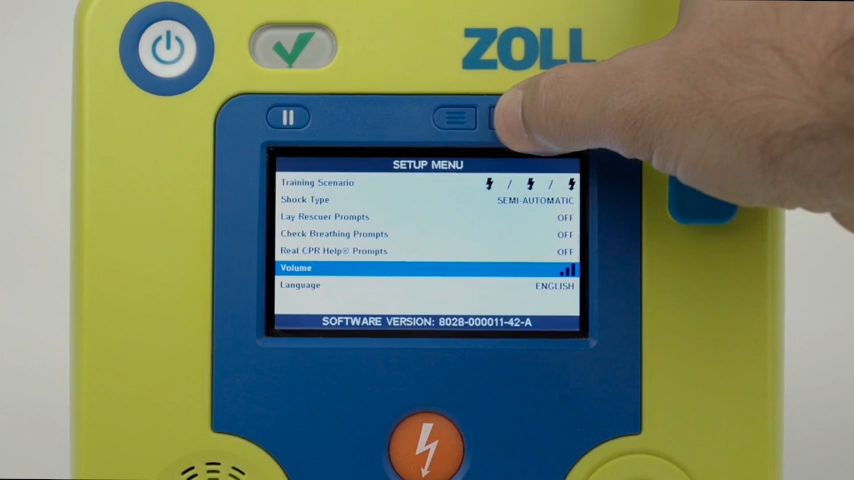 ZOLL
SETUP MENU
Training Scenario / /
Shock Type SEMI-AUTOMATIC
Lay Rescuer Prompts OFF
Check Breathing Prompts OFF
Real CPR Help® Prompts OFF
Volume
Language ENGLISH
SOFTWARE VERSION: 8028-000011-42-A